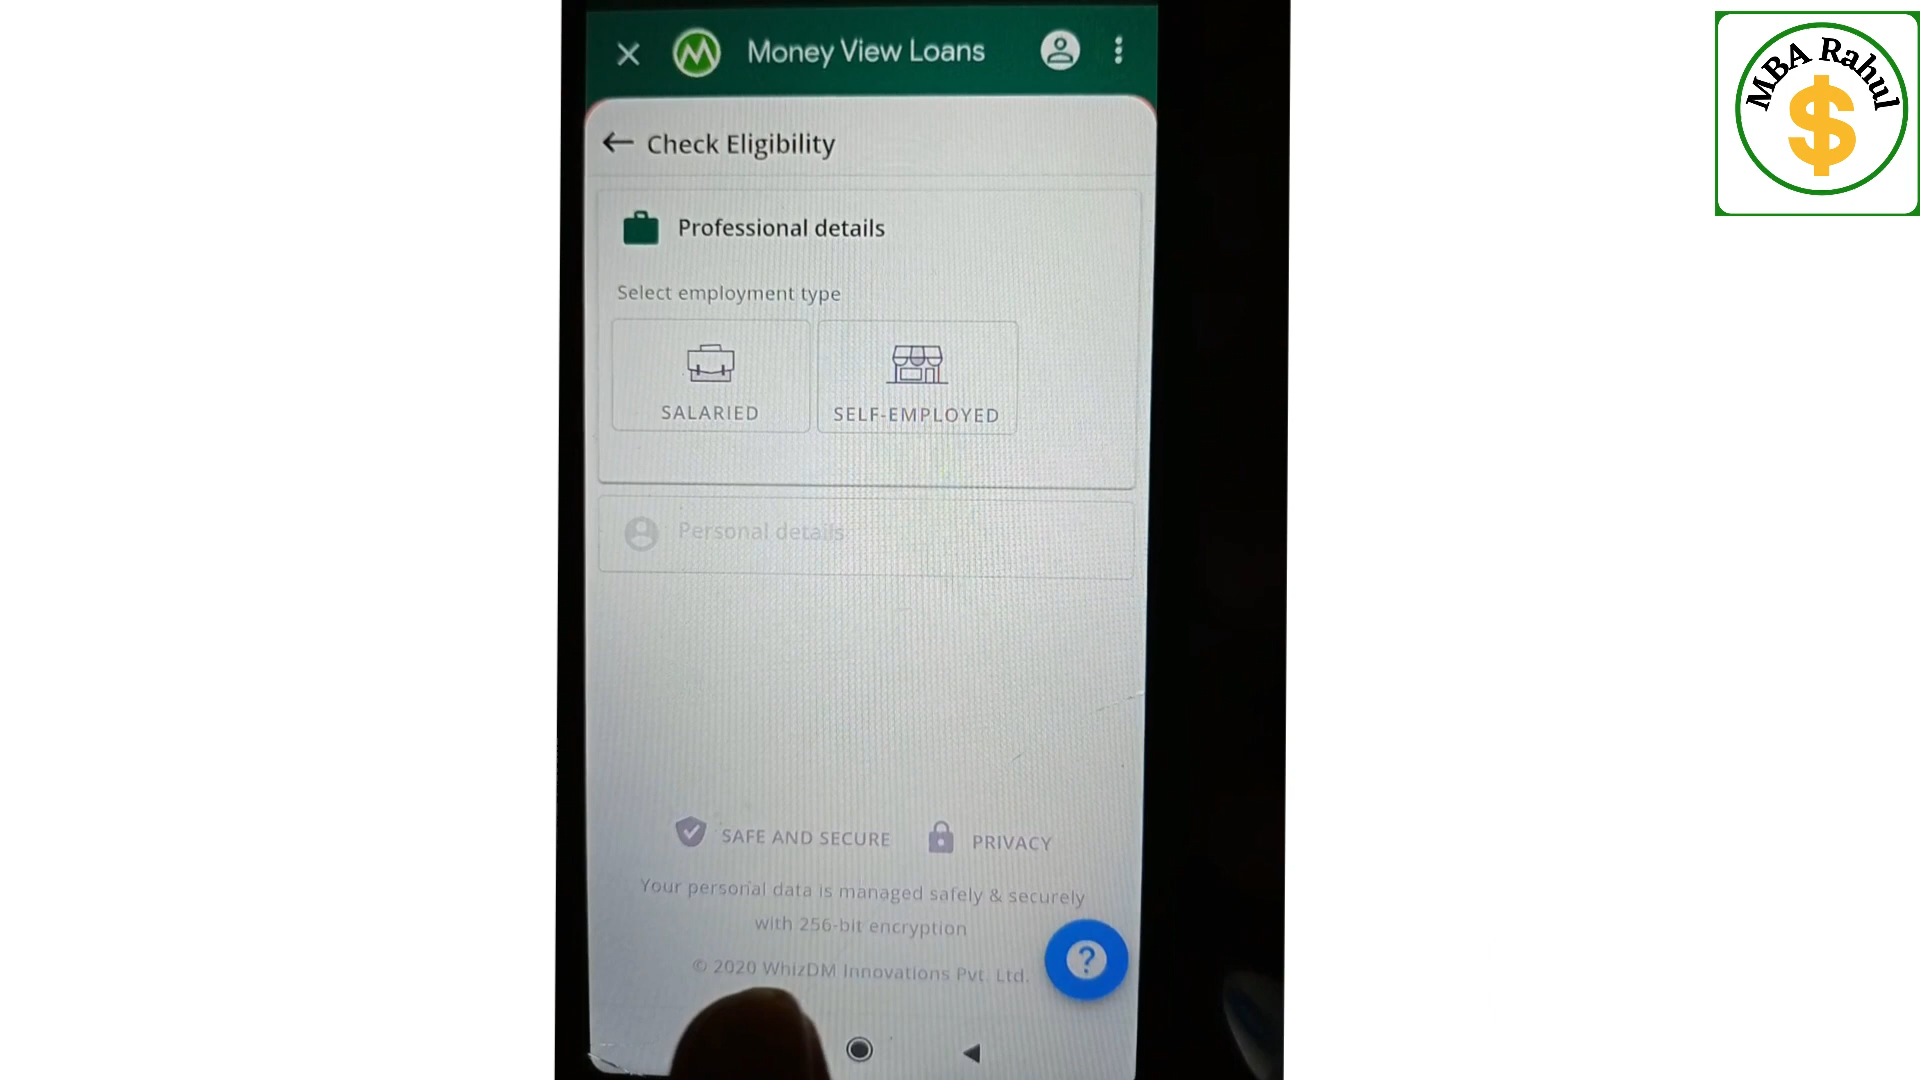 Money View Loans
MBA Rahul
Check Eligibility
Professional details
Select employment type
SALARIED
SELF-EMPLOYED
Personal details
SAFE AND SECURE
PRIVACY
Your personal data is managed safely & securely
with 256-bit encryption
© 2020 WhizDM Innovations Pvt. Ltd.